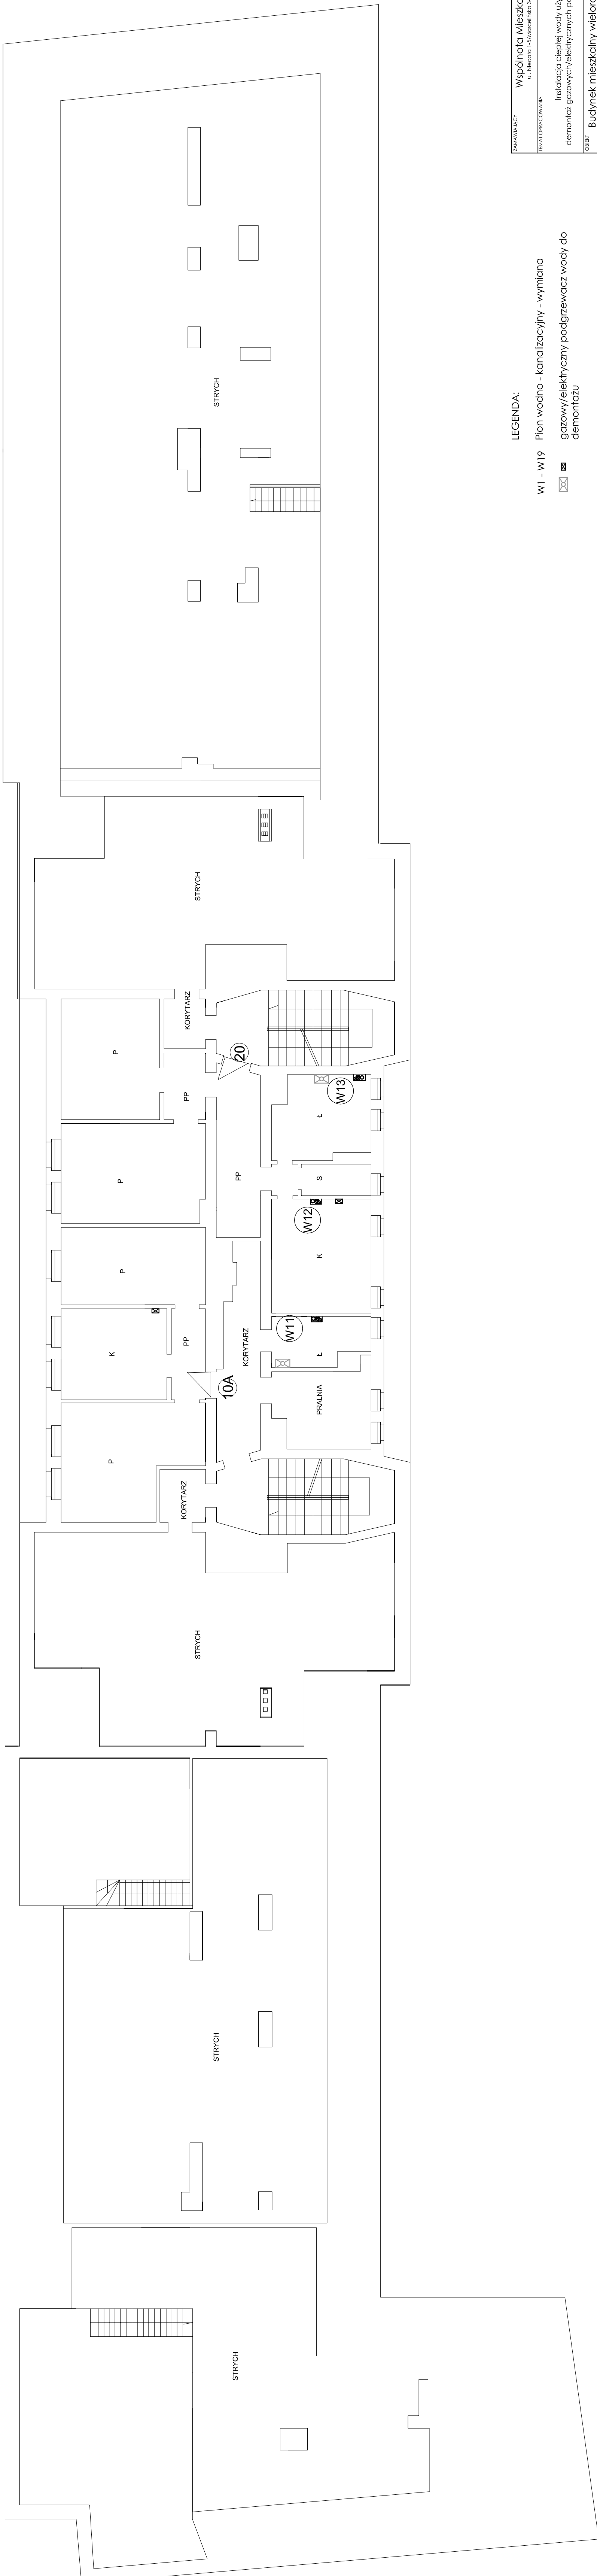 STRYCH
STRYCH
KORYTARZ
P
20
PP
P
PP
W13
Ł
S
W12
P
K
K
PP
W11
KORYTARZ
Ł
10A
PRALNIA
P
KORYTARZ
STRYCH
STRYCH
STRYCH
LEGENDA:
W1 - W19 Pion wodno - kanalizacyjny - wymiana
gazowy/elektryczny podgrzewacz wody do
demontażu
ZAMAWIAJĄCY
Wspólnota
TEMAT OPRACOWANIA
Instalacja ciepłej wody
demontaż gazowych/elektrycznych
OBIEKT
Budynek mieszkalny